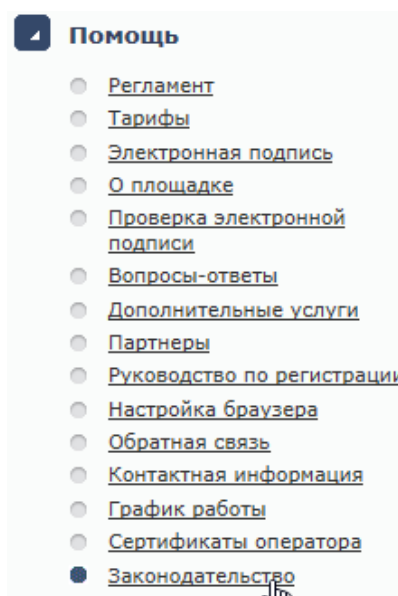 Помощь
Регламент
Тарифы
Электронная подпись
О площадке
Проверка электронной
подписи
Вопросы-ответы
Дополнительные услуги
Партнеры
Руководство по регистрации
Настройка браузера
Обратная связь
Контактная информация
График работы
Сертификаты оператора
Законодательство